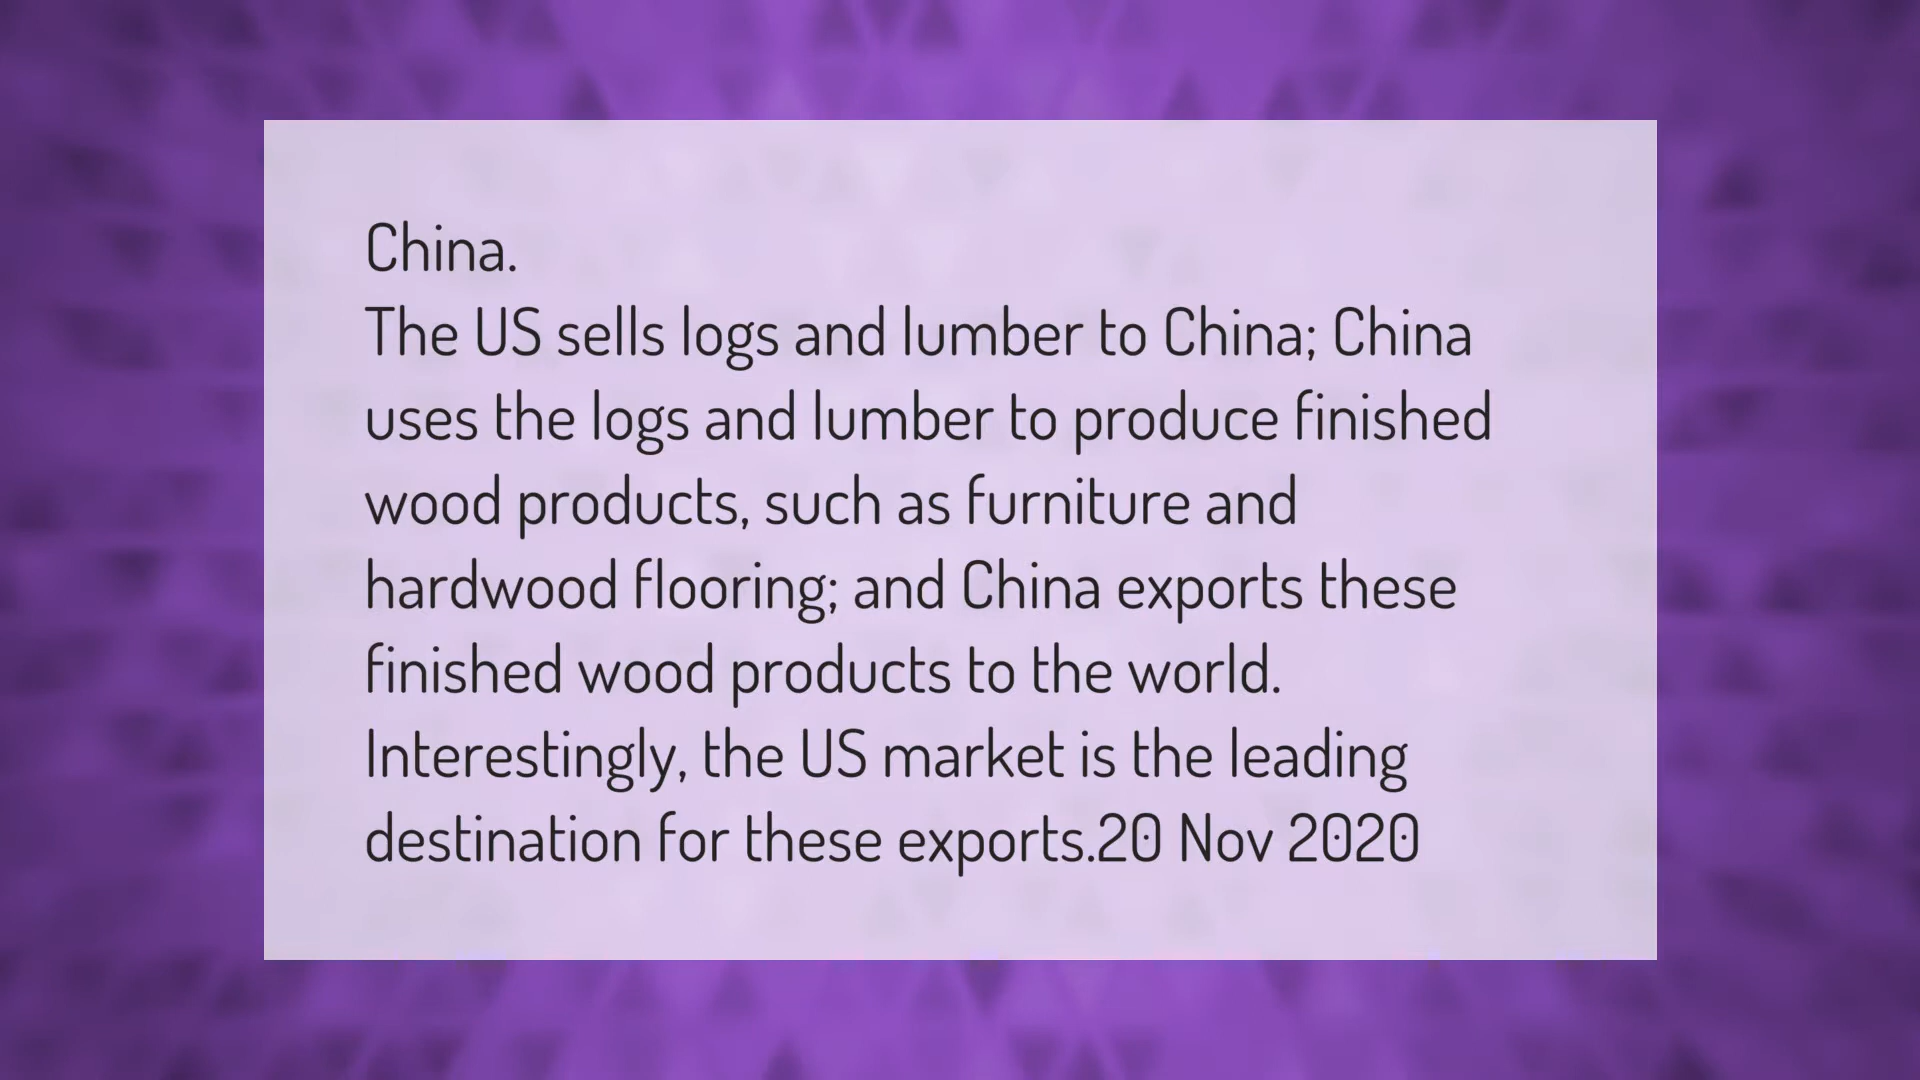 China.
The US sells logs and lumber to China; China
uses the logs and lumber to produce finished
wood products, such as furniture and
hardwood flooring; and China exports these
finished wood products to the world.
Interestingly, the US market is the leading
destination for these exports.20 Nov 2020